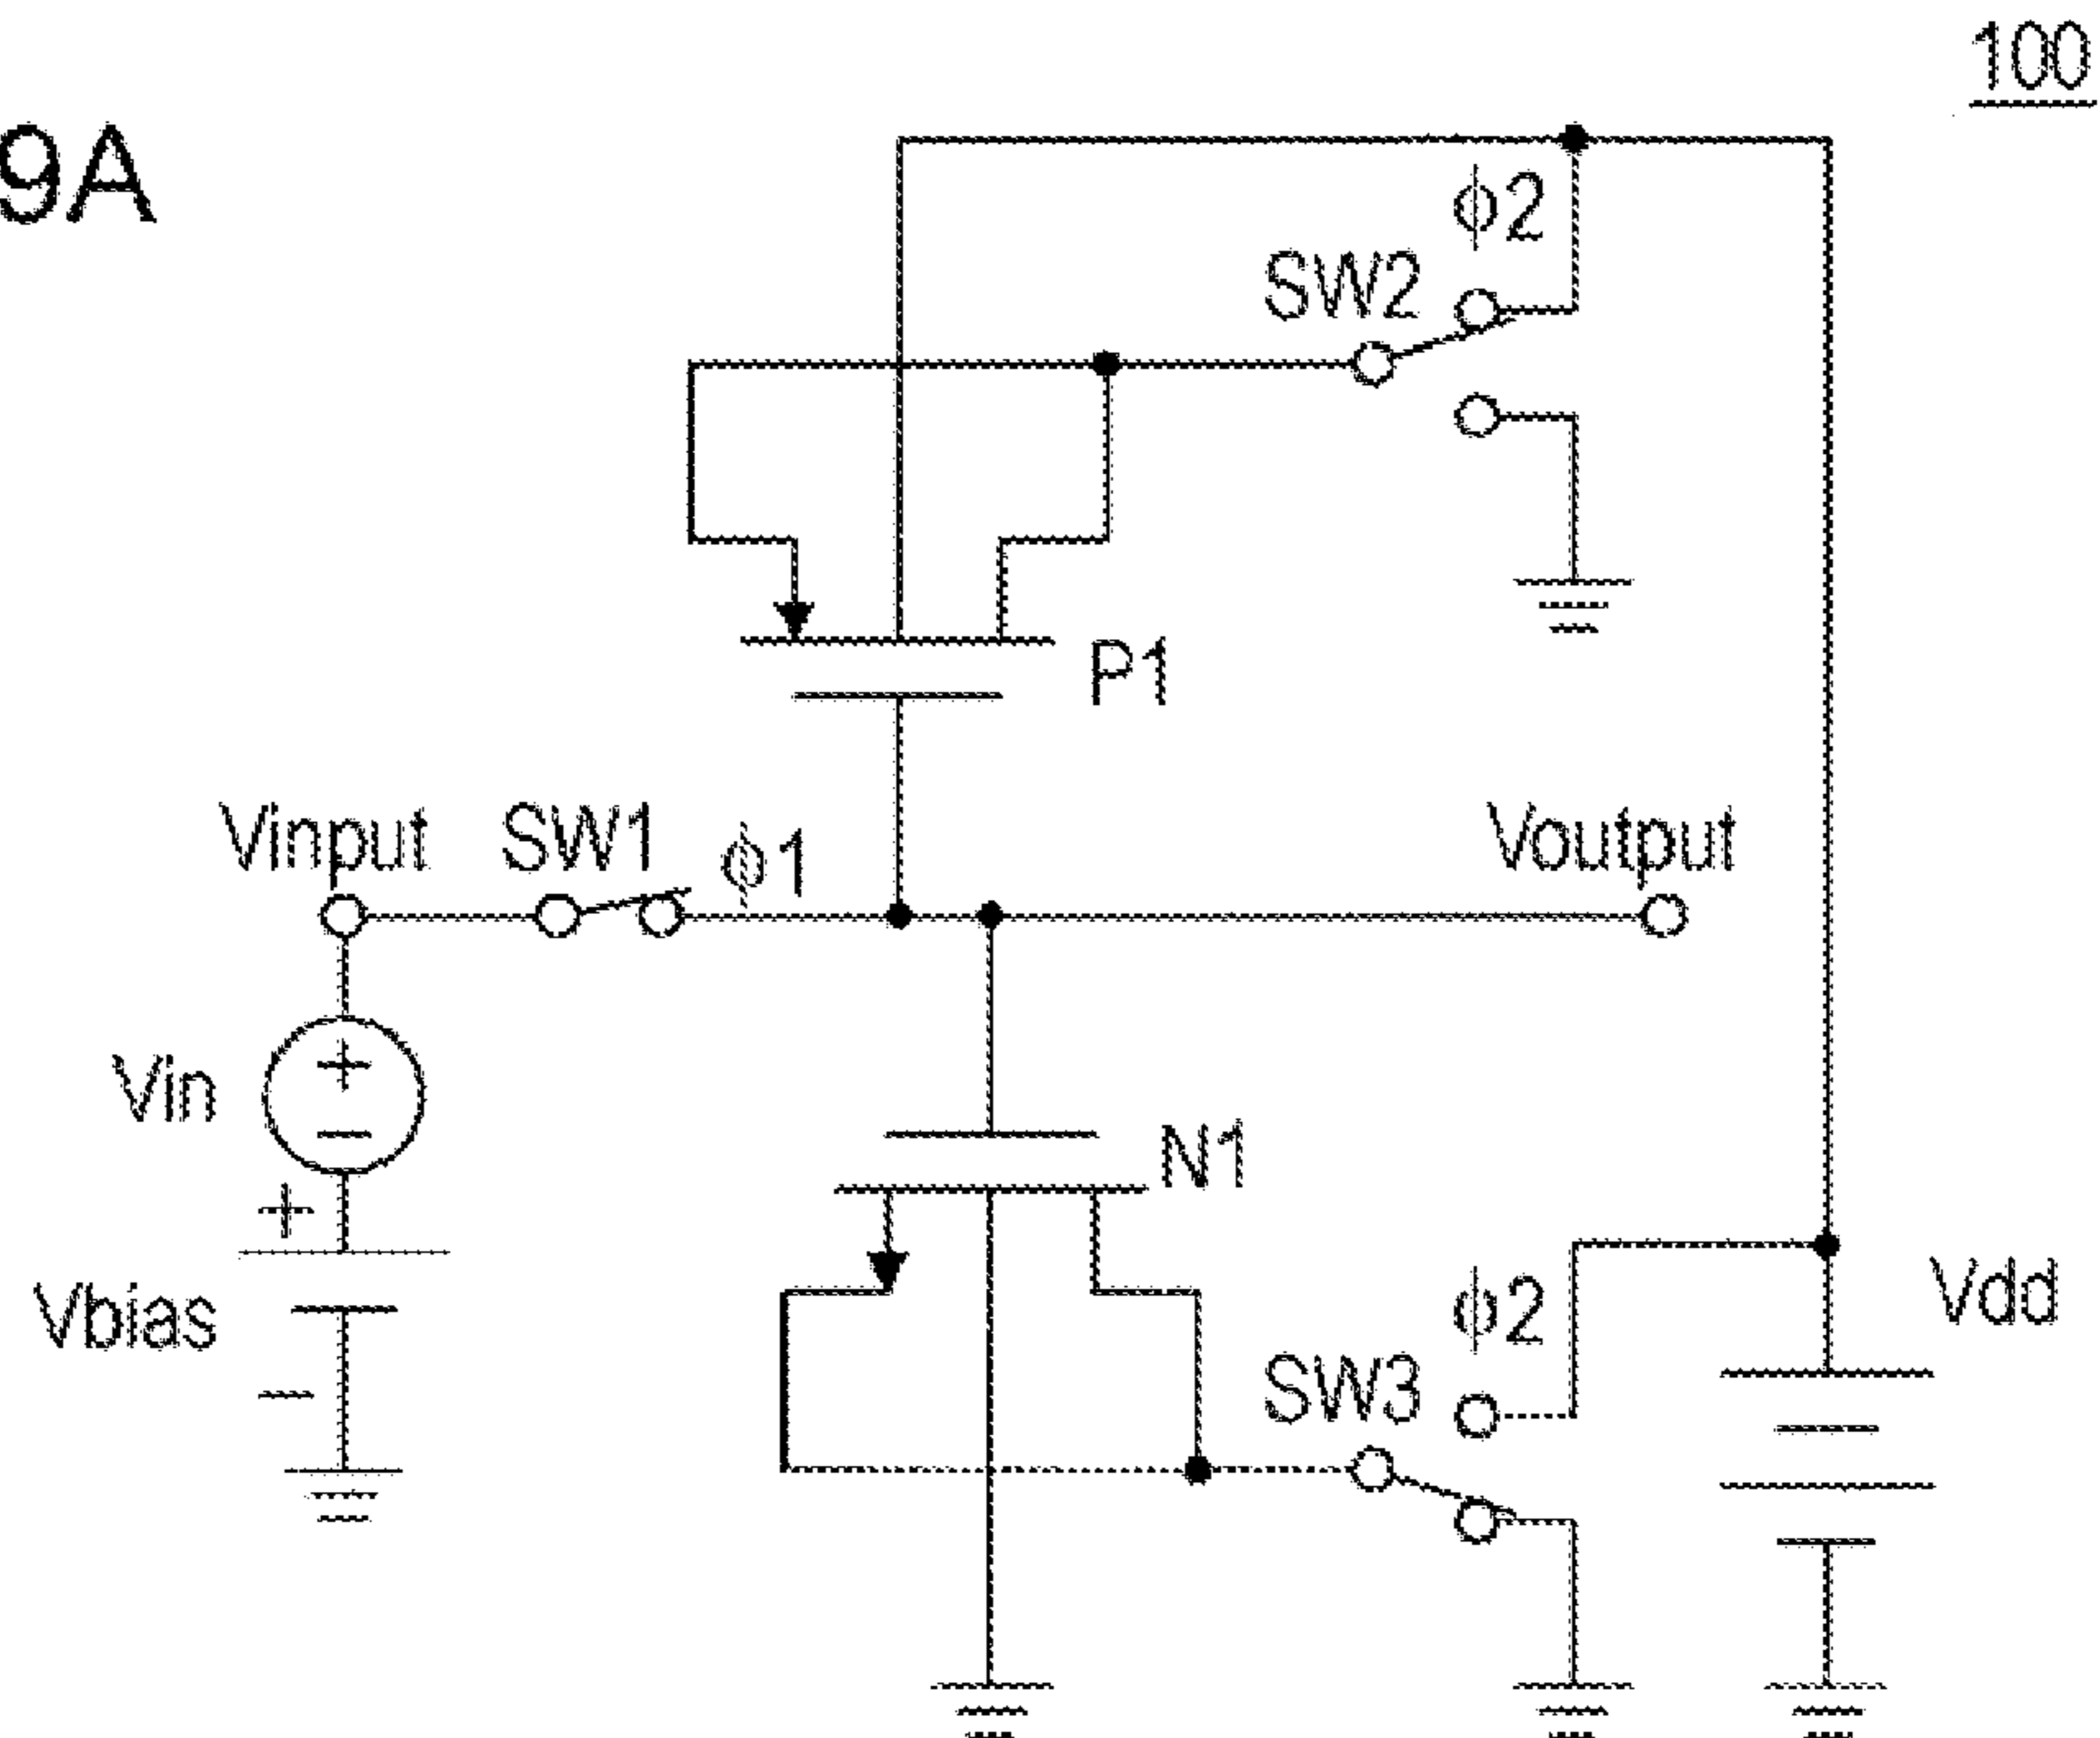 100
9A
ϕ2
SW2
P1
Vinput
SW1
ϕ1
Voutput
Vin
+
−
N1
+
Vbias
−
ϕ2
SW3
Vdd